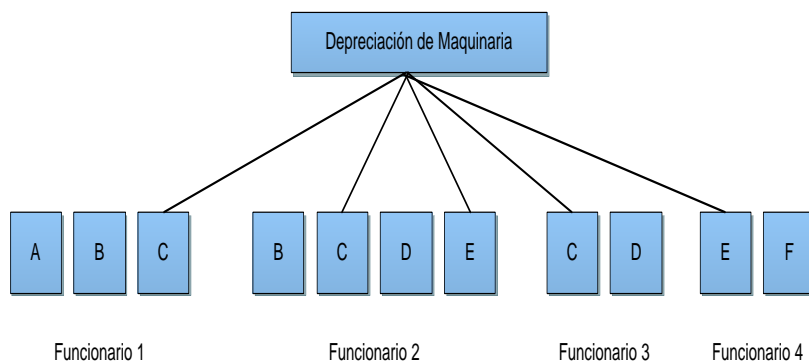 Depreciación de Maquinaria
A B C B C D E C D E F
Funcionario 1 Funcionario 2 Funcionario 3 Funcionario 4